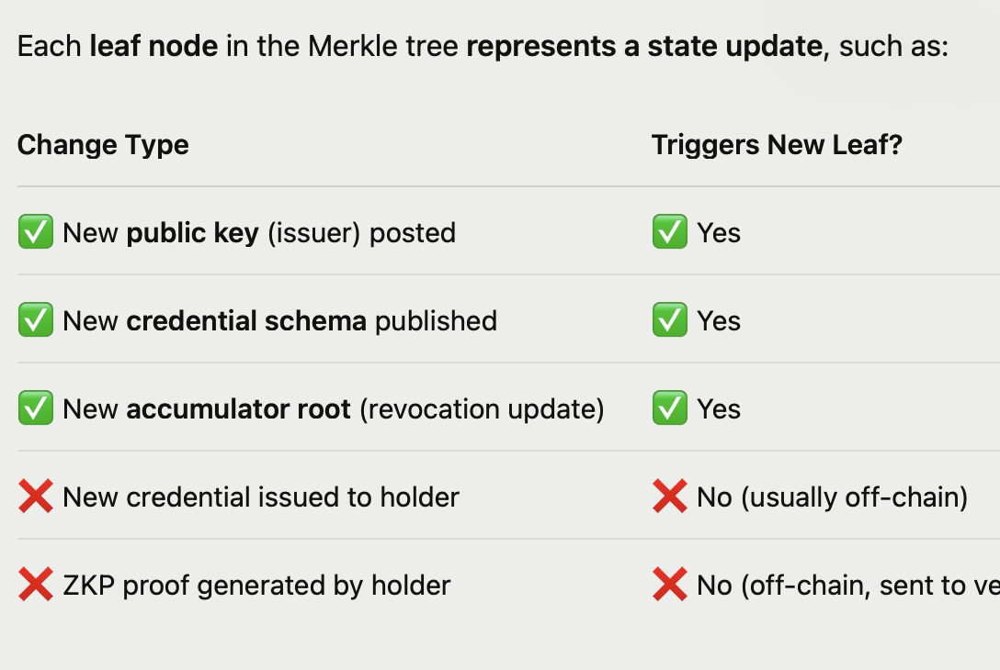 Each leaf node in the Merkle tree represents a state update, such as:
Change Type Triggers New Leaf?
✅ New public key (issuer) posted ✅ Yes
✅ New credential schema published ✅ Yes
✅ New accumulator root (revocation update) ✅ Yes
❌ New credential issued to holder ❌ No (usually off-chain)
❌ ZKP proof generated by holder ❌ No (off-chain, sent to